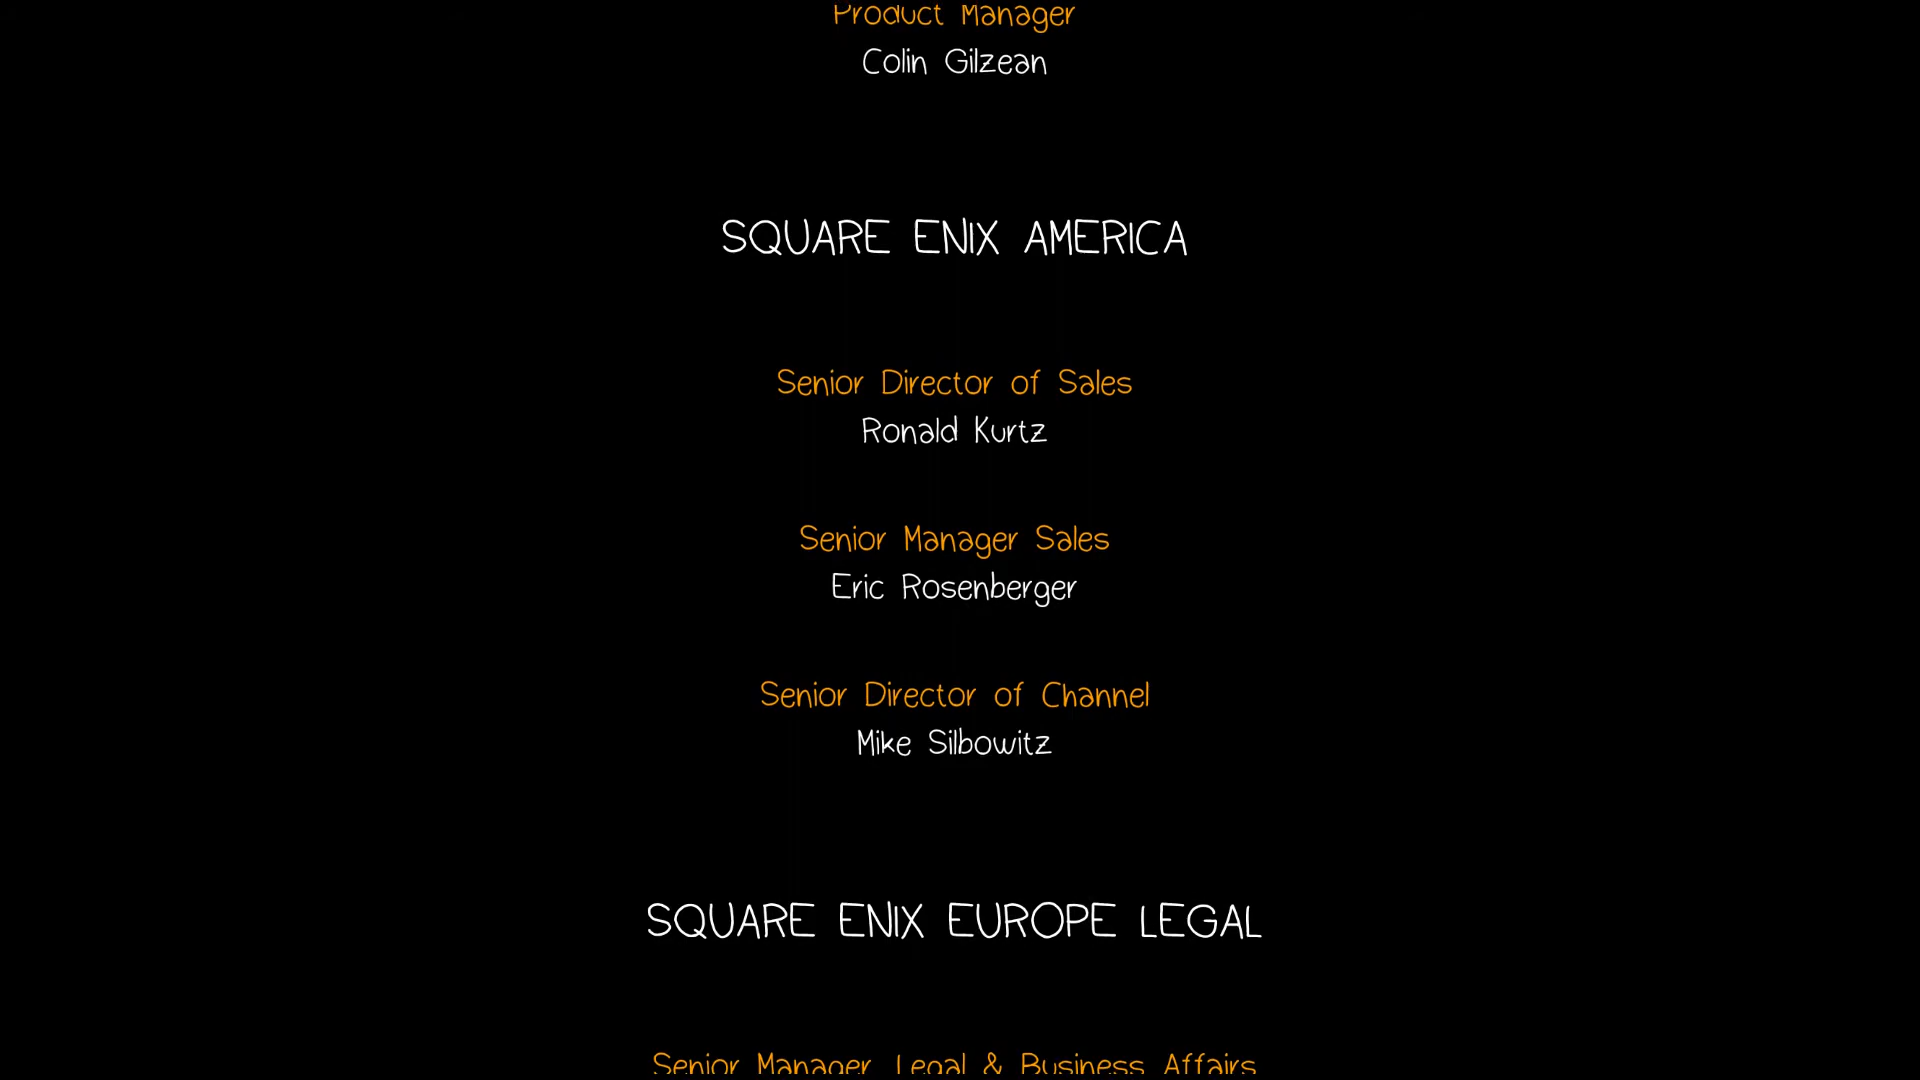 Product Manager
Colin Gilzean
SQUARE ENIX AMERICA
Senior Director of Sales
Ronald Kurtz
Senior Manager Sales
Eric Rosenberger
Senior Director of Channel
Mike Silbowitz
SQUARE ENIX EUROPE LEGAL
Senior Manager, Legal & Business Affairs